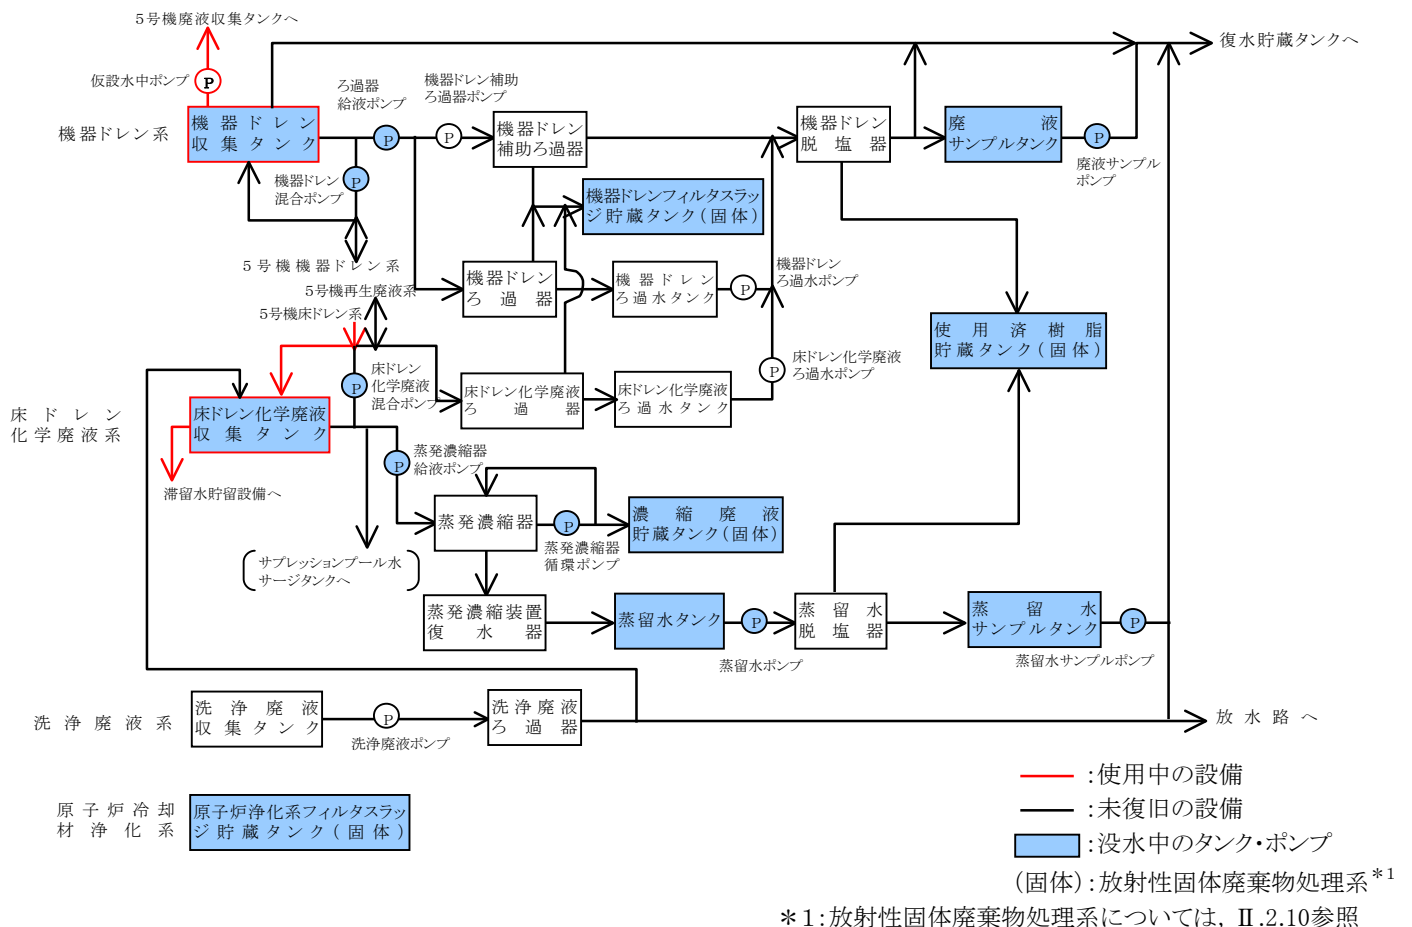 5号機廃液収集タンクへ
復水貯蔵タンクへ
仮設水中ポンプ
P
ろ過器
給液ポンプ
機器ドレン補助
ろ過器ポンプ
機器ドレン系
機器ドレン
収集タンク
P
P
機器ドレン
補助ろ過器
機器ドレン
脱塩器
廃液
サンプルタンク
P
廃液サンプル
ポンプ
機器ドレン
混合ポンプ
P
機器ドレンフィルタスラッ
ジ貯蔵タンク(固体)
5号機機器ドレン系
機器ドレン
ろ過器
機器ドレン
ろ過水タンク
P
機器ドレン
ろ過水ポンプ
5号機再生廃液系
5号機床ドレン系
使用済樹脂
貯蔵タンク(固体)
床ドレン
化学廃液
混合ポンプ
P
床ドレン化学廃液
ろ過器
床ドレン化学廃液
ろ過水タンク
P
床ドレン化学廃液
ろ過水ポンプ
床ドレン
化学廃液系
床ドレン化学廃液
収集タンク
滞留水貯留設備へ
P
蒸発濃縮器
給液ポンプ
蒸発濃縮器
P
蒸発濃縮器
循環ポンプ
濃縮廃液
貯蔵タンク(固体)
サプレッションプール水
サージタンクへ
蒸発濃縮装置
復水器
蒸留水タンク
P
蒸留水ポンプ
蒸留水
脱塩器
蒸留水
サンプルタンク
P
蒸留水サンプルポンプ
洗浄廃液系
洗浄廃液
収集タンク
P
洗浄廃液ポンプ
洗浄廃液
ろ過器
放水路へ
原子炉冷却
材浄化系
原子炉浄化系フィルタスラッ
ジ貯蔵タンク(固体)
:使用中の設備
:未復旧の設備
:没水中のタンク・ポンプ
(固体):放射性固体廃棄物処理系＊1
＊1:放射性固体廃棄物処理系については, Ⅱ.2.10参照